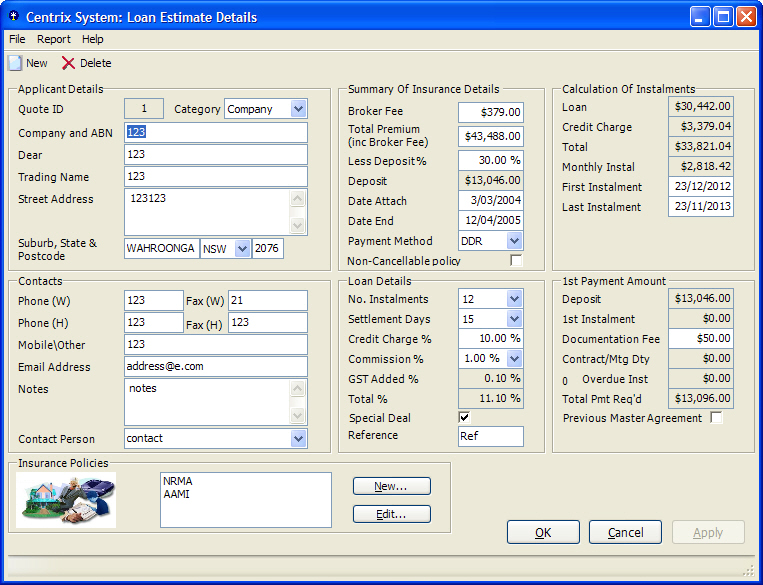 Centrix System: Loan Estimate Details
File Report Help
New Delete
Applicant Details
Quote ID 1 Category Company
Company and ABN 123
Dear 123
Trading Name 123
Street Address 123123
Suburb, State &
Postcode WAHROONGA NSW 2076
Summary Of Insurance Details
Broker Fee $379.00
Total Premium
(inc Broker Fee) $43,488.00
Less Deposit% 30.00 %
Deposit $13,046.00
Date Attach 3/03/2004
Date End 12/04/2005
Payment Method DDR
Non-Cancellable policy
Calculation Of Instalments
Loan $30,442.00
Credit Charge $3,379.04
Total $33,821.04
Monthly Instal $2,818.42
First Instalment 23/12/2012
Last Instalment 23/11/2013
Contacts
Phone (W) 123 Fax (W) 21
Phone (H) 123 Fax (H) 123
Mobile\Other 123
Email Address address@e.com
Notes notes
Contact Person contact
Loan Details
No. Instalments 12
Settlement Days 15
Credit Charge % 10.00 %
Commission % 1.00 %
GST Added % 0.10 %
Total % 11.10 %
Special Deal
Reference Ref
1st Payment Amount
Deposit $13,046.00
1st Instalment $0.00
Documentation Fee $50.00
Contract/Mtg Dty $0.00
0 Overdue Inst $0.00
Total Pmt Req'd $13,096.00
Previous Master Agreement
Insurance Policies
NRMA
AAMI
New...
Edit...
OK Cancel Apply